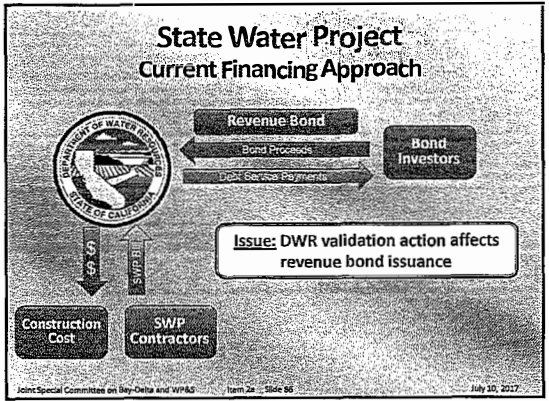 State Water Project
Current Financing Approach
Revenue Bond
Bond Proceeds
Debt Service Payments
Bond
Investors
DEPARTMENT OF WATER RESOURCES
STATE OF CALIFORNIA
Issue: DWR validation action affects
revenue bond issuance
$
$
SWP
Construction
Cost
SWP
Contractors
Joint Special Committee on Bay-Delta and WP&S Item 2a Slide 86 July 10, 2017